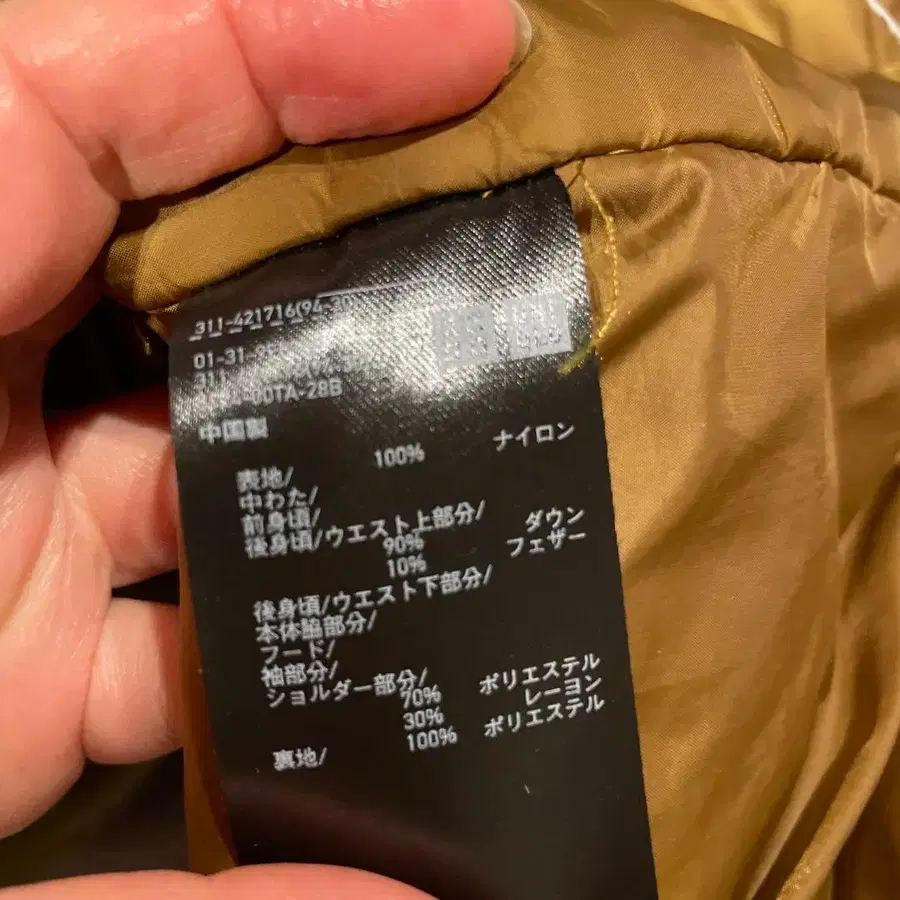 311-421716(94-30)
01-31-
311
00TA-28B
中国製
100% ナイロン
表地/
中わた/
前身頃/
後身頃/ウエスト上部分/
90% ダウン
10% フェザー
後身頃/ウエスト下部分/
本体脇部分/
フード/
袖部分/
ショルダー部分/
70% ポリエステル
30% レーヨン
100% ポリエステル
裏地/